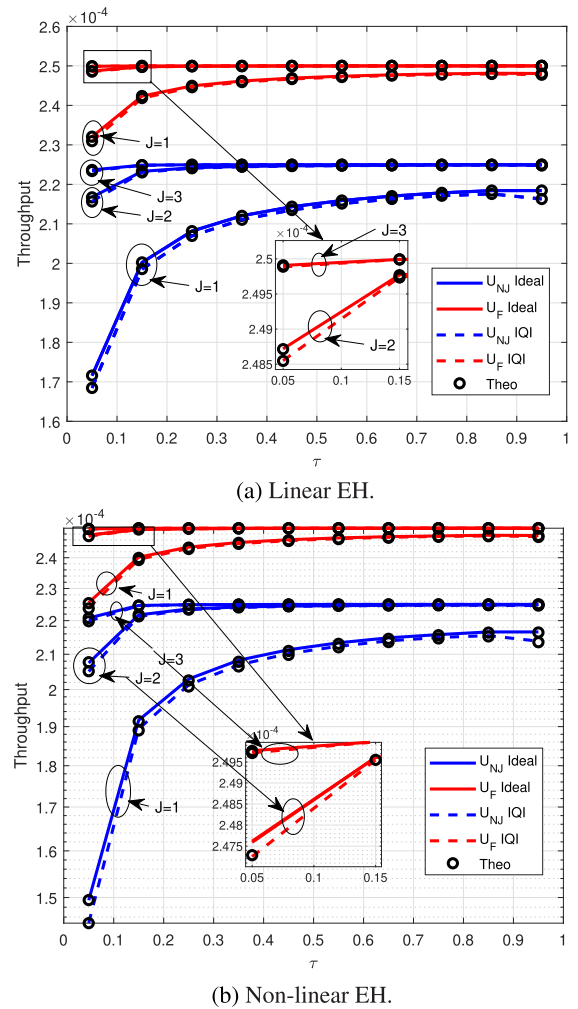 ×10⁻⁴
2.6
2.5
2.4
2.3
2.2
2.1
2
1.9
1.8
1.7
1.6
Throughput
J=1
J=3
J=2
J=1
×10⁻⁴
J=3
2.5
2.495
2.49
2.485
J=2
0.05 0.1 0.15
U_NJ Ideal
U_F Ideal
U_NJ IQI
U_F IQI
Theo
0 0.1 0.2 0.3 0.4 0.5 0.6 0.7 0.8 0.9 1
τ
(a) Linear EH.
×10⁻⁴
2.4
2.3
2.2
2.1
2
1.9
1.8
1.7
1.6
1.5
Throughput
J=1
J=3
J=2
J=1
10⁻⁴
2.495
2.49
2.485
2.48
2.475
0.05 0.1 0.15
U_NJ Ideal
U_F Ideal
U_NJ IQI
U_F IQI
Theo
0 0.1 0.2 0.3 0.4 0.5 0.6 0.7 0.8 0.9 1
τ
(b) Non-linear EH.